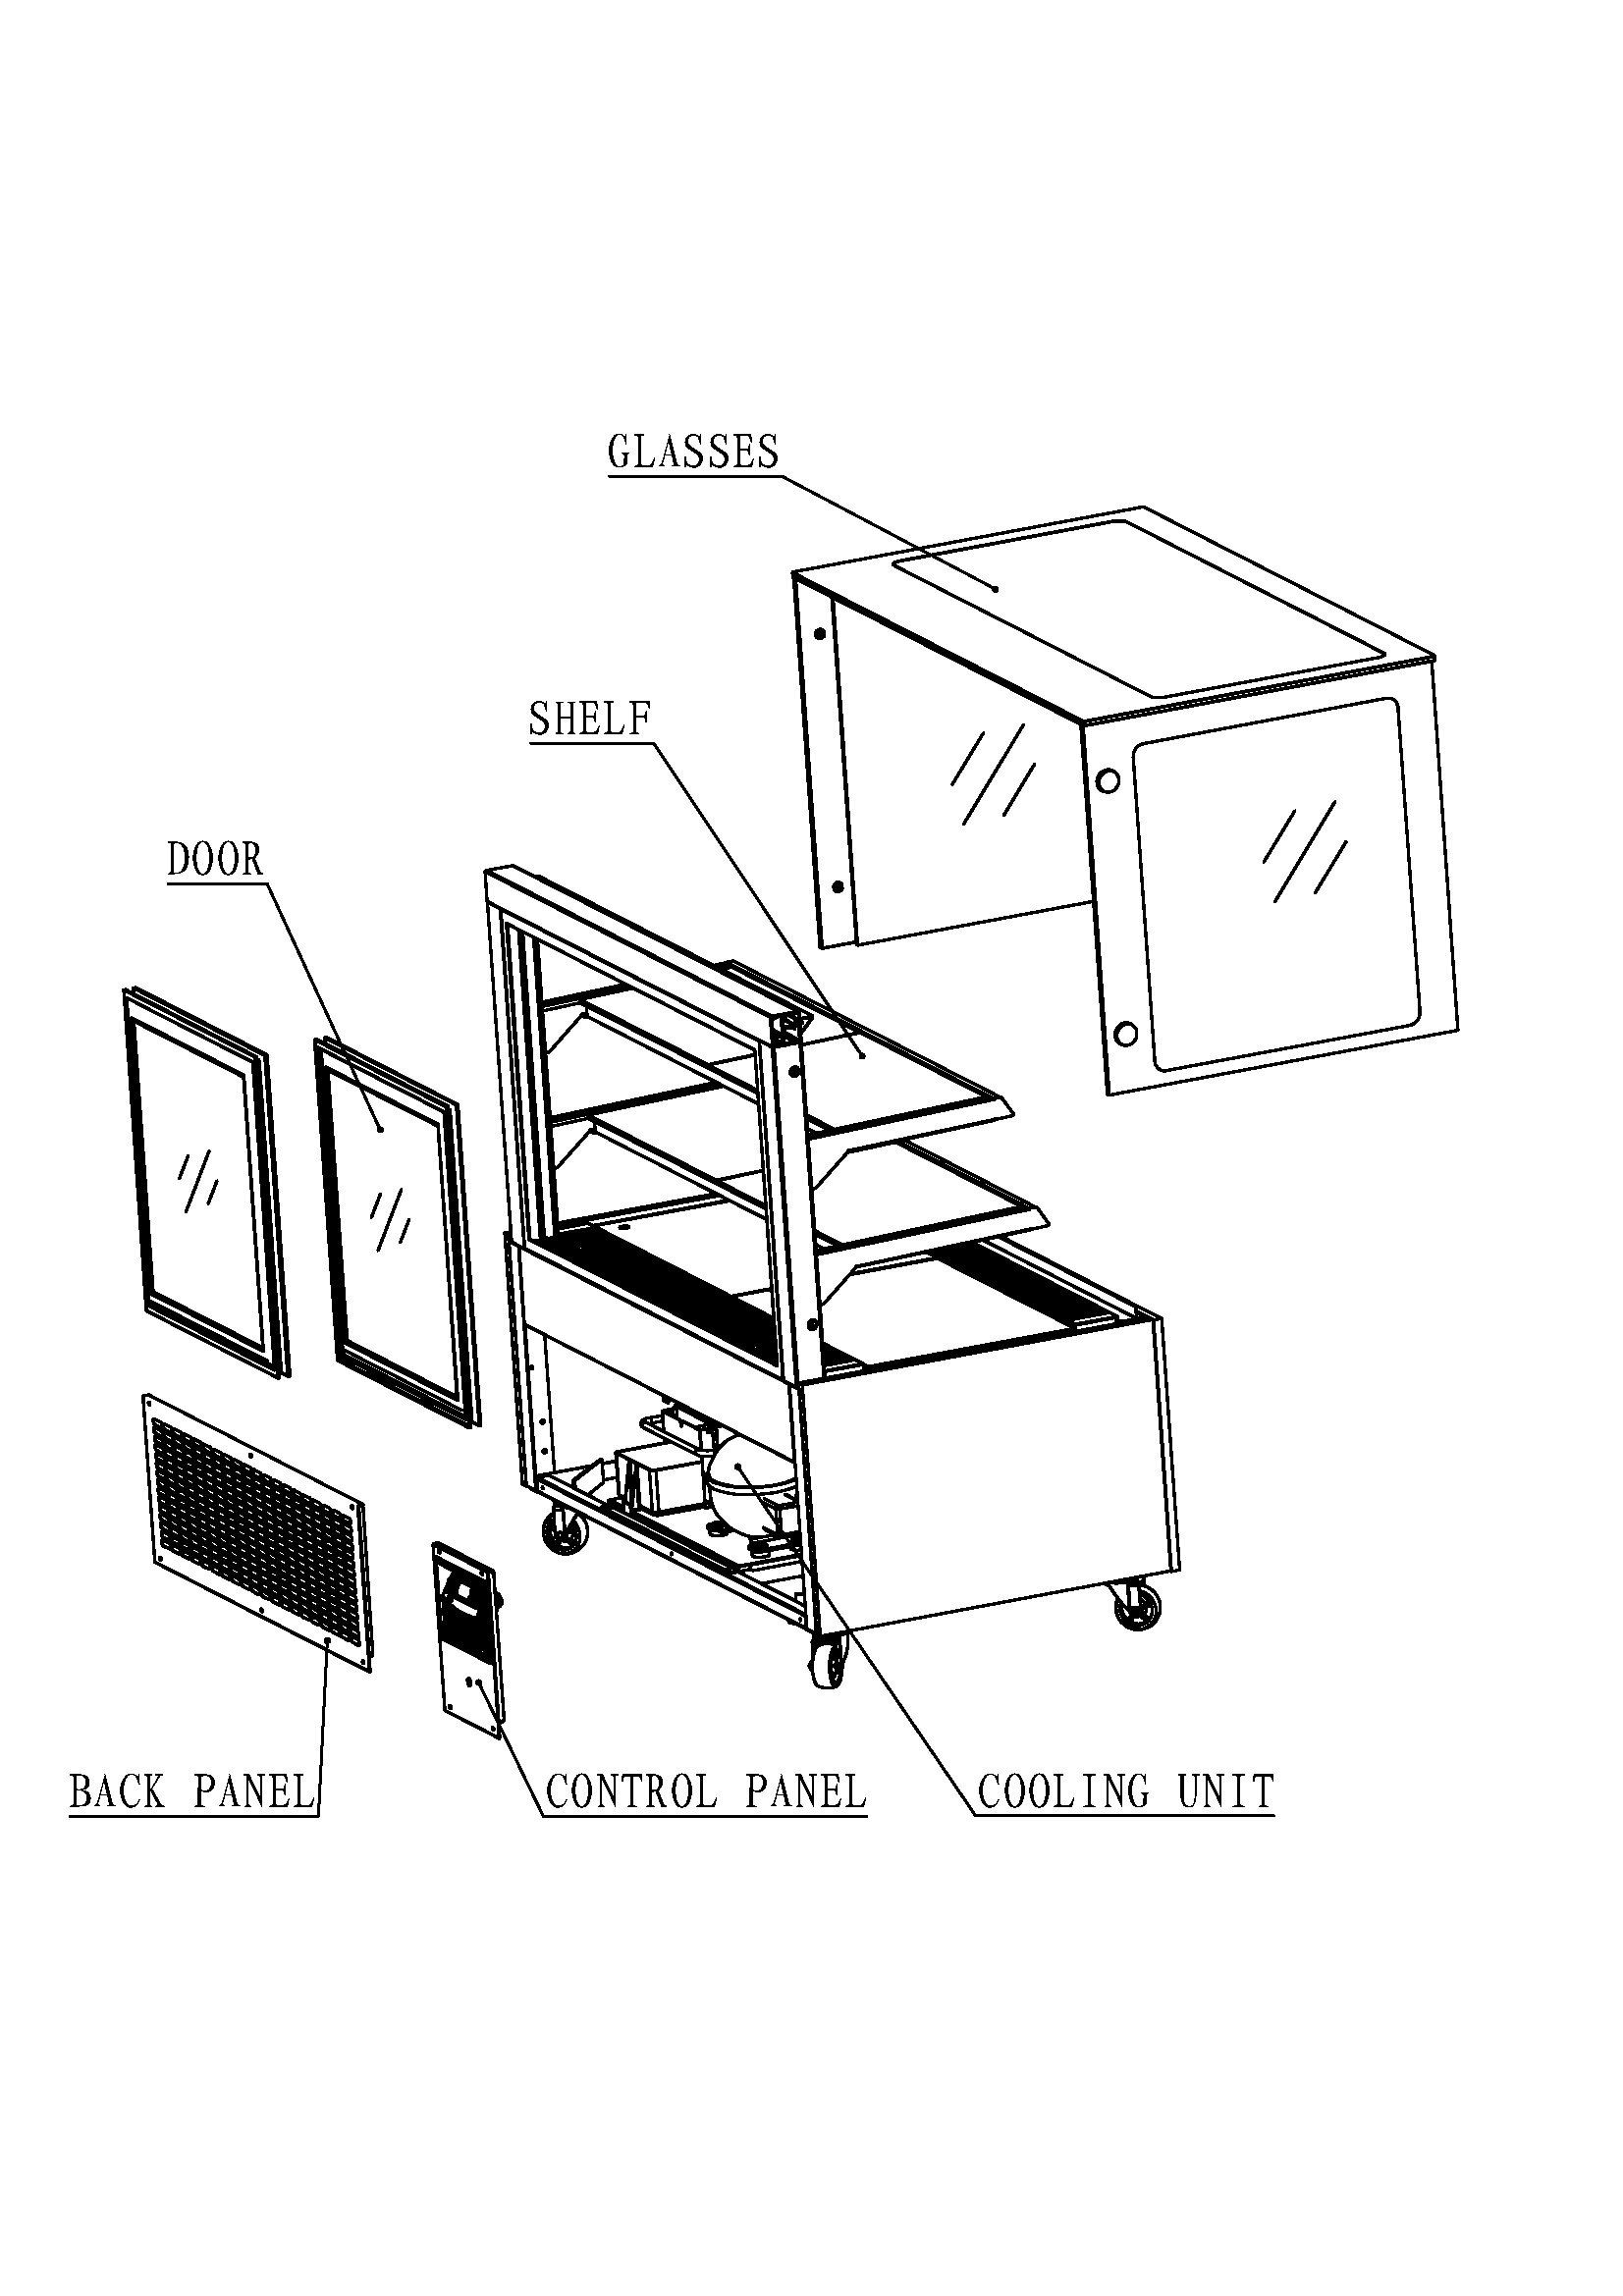 GLASSES
SHELF
DOOR
BACK PANEL
CONTROL PANEL
COOLING UNIT